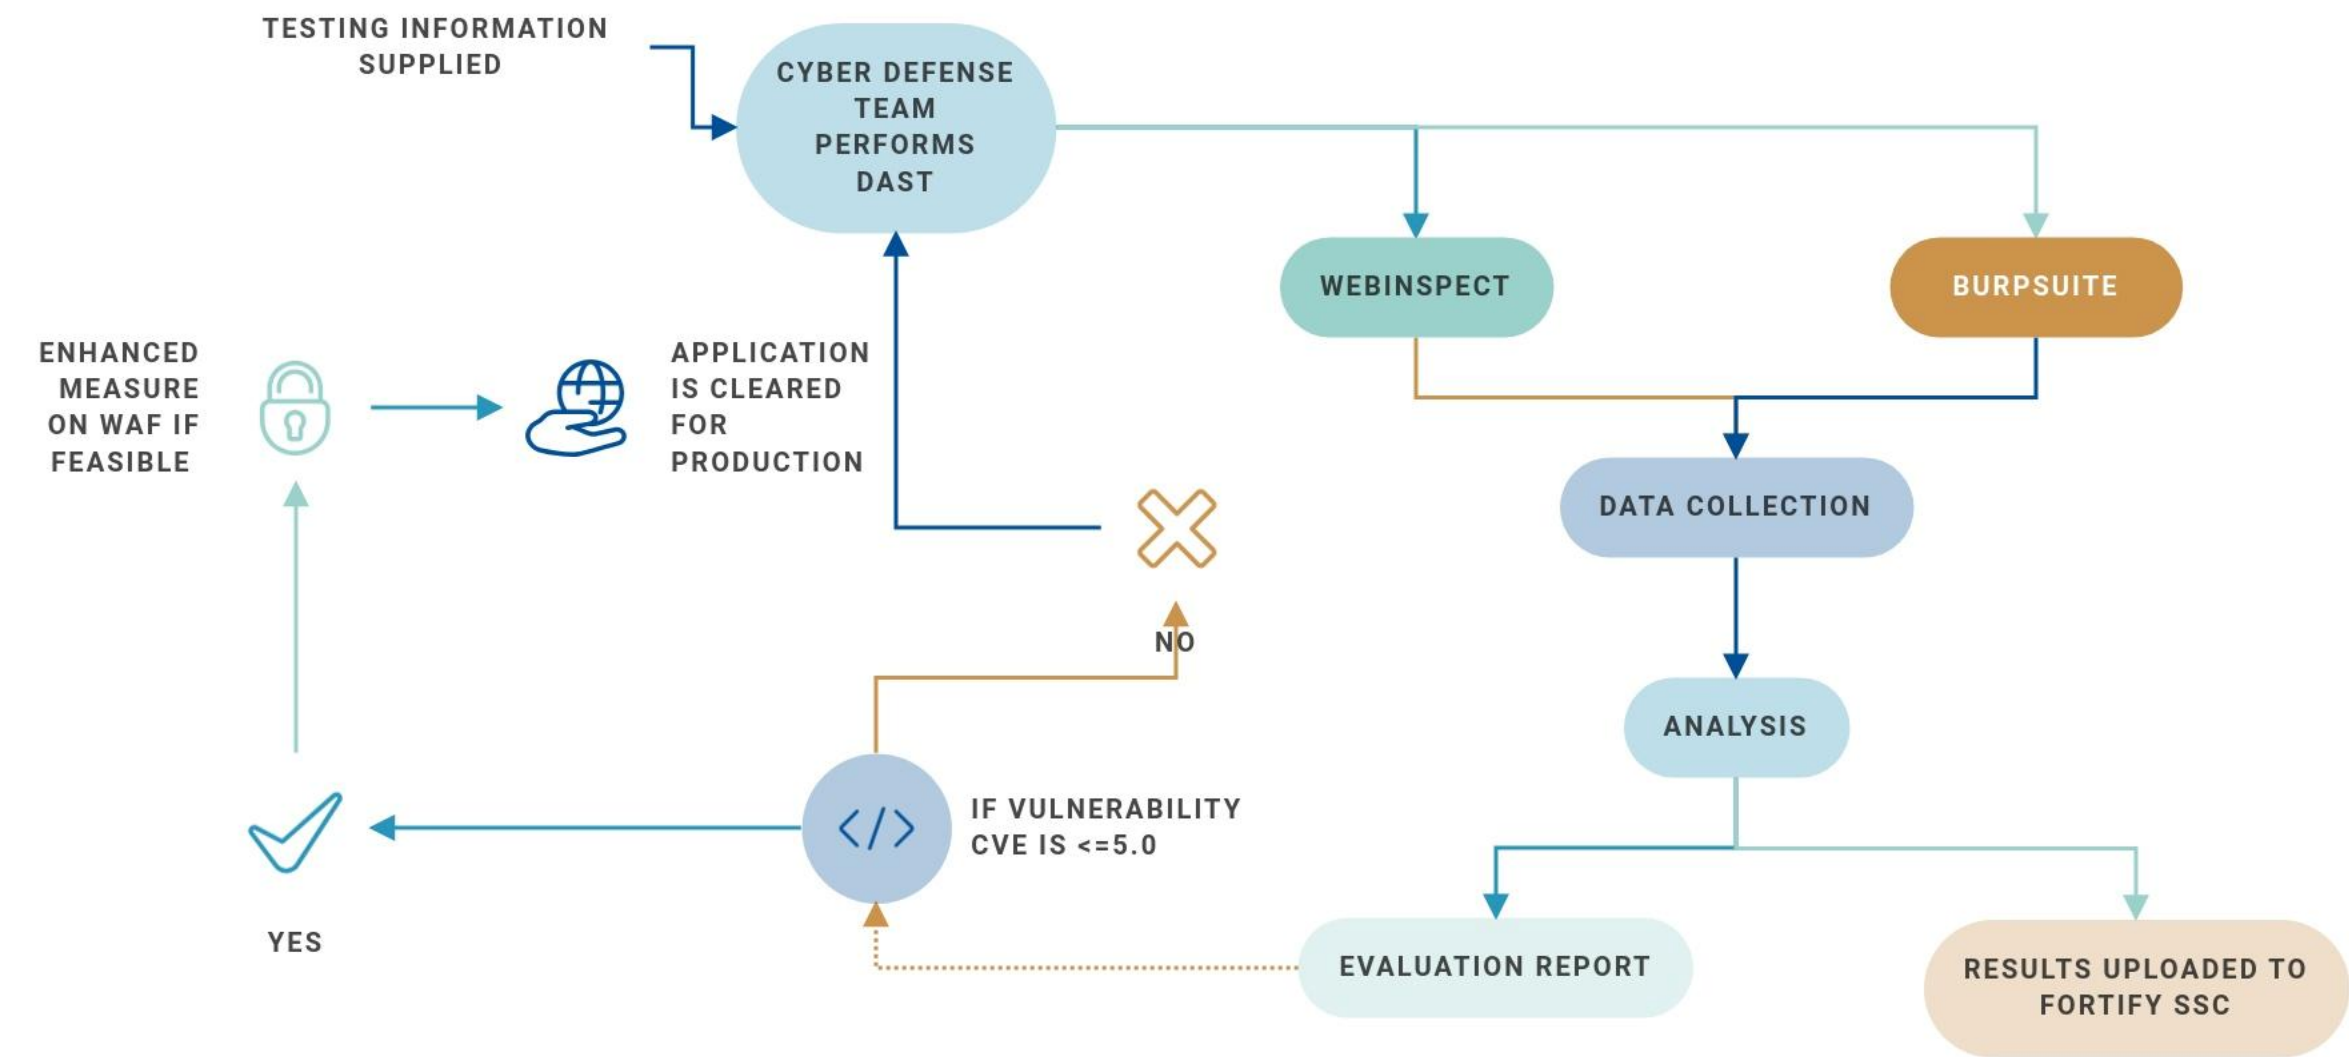 TESTING INFORMATION
SUPPLIED
CYBER DEFENSE
TEAM
PERFORMS
DAST
WEBINSPECT
BURPSUITE
ENHANCED
MEASURE
ON WAF IF
FEASIBLE
APPLICATION
IS CLEARED
FOR
PRODUCTION
DATA COLLECTION
NO
ANALYSIS
</>
IF VULNERABILITY
CVE IS <=5.0
YES
EVALUATION REPORT
RESULTS UPLOADED TO
FORTIFY SSC